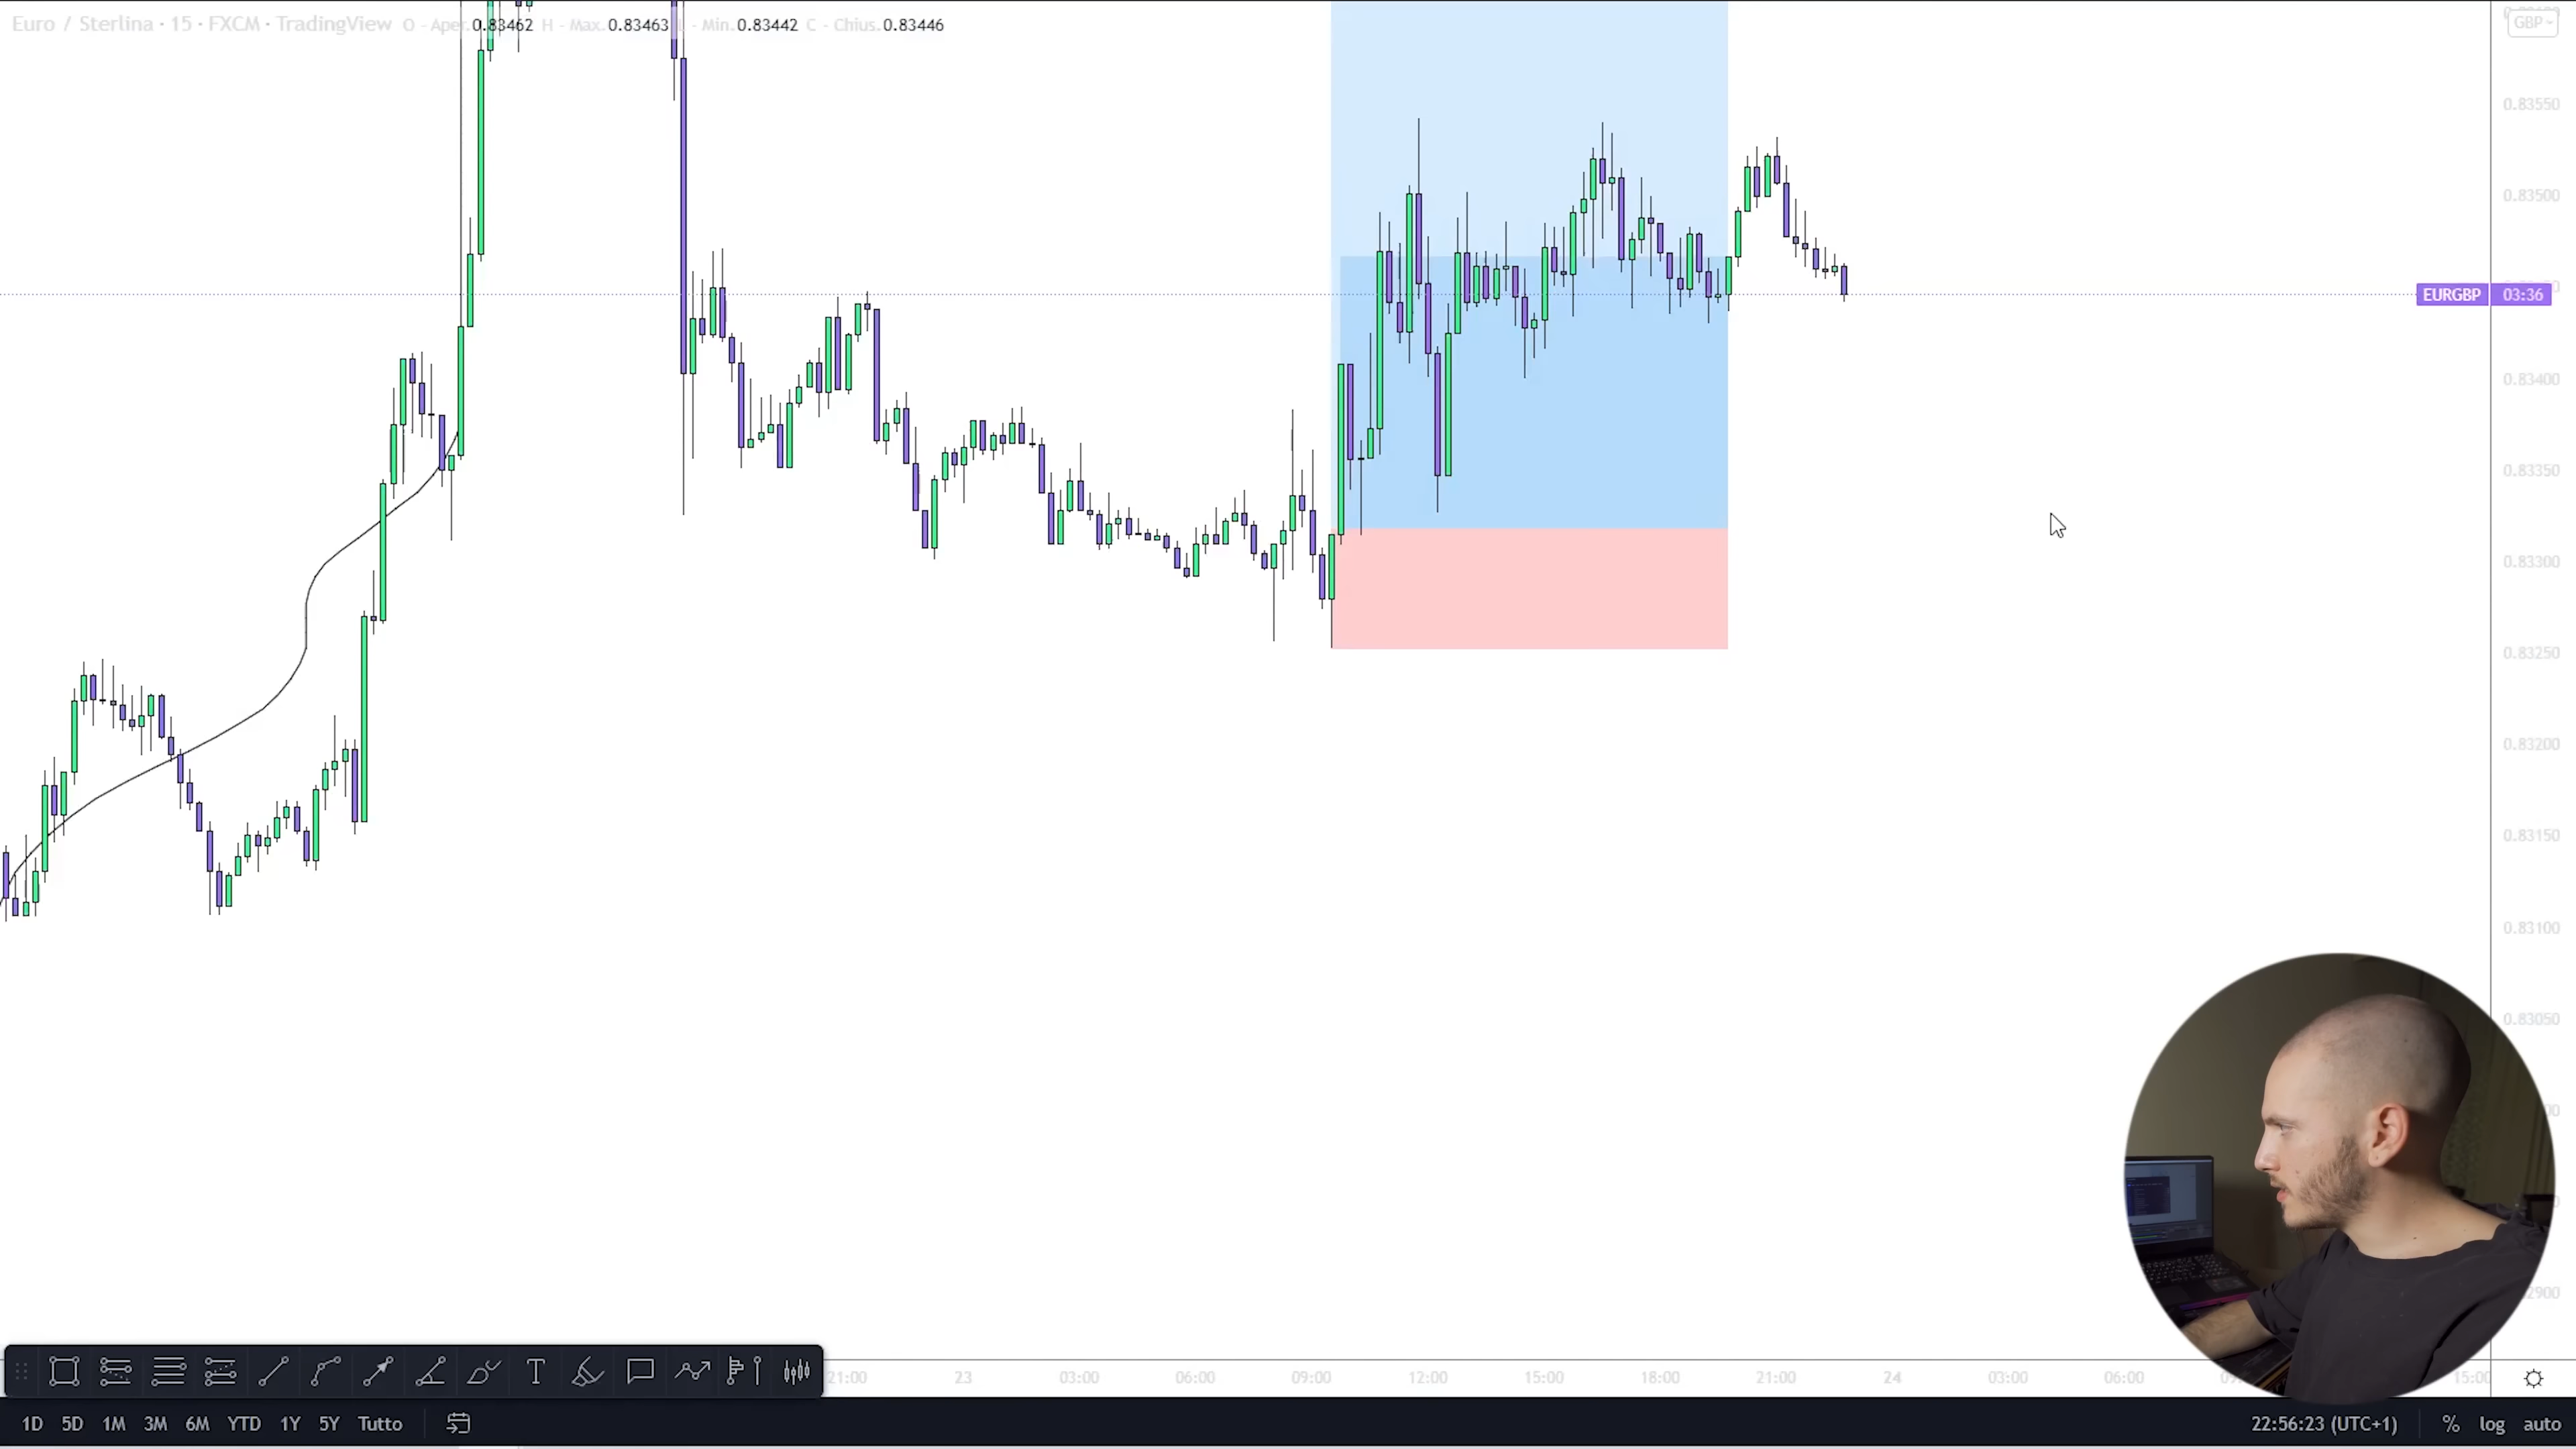 Euro / Sterlina · 15 · FXCM · TradingView O - Aper. 0.83462 H - Max. 0.83463 - Min. 0.83442 C - Chius. 0.83446
GBP
0.83550
0.83500
EURGBP 03:36
0.83400
0.83350
0.83300
0.83250
0.83200
0.83150
0.83100
0.83050
21:00 23 03:00 06:00 09:00 12:00 15:00 18:00 21:00 24 03:00 06:00 15:00
1D 5D 1M 3M 6M YTD 1Y 5Y Tutto 22:56:23 (UTC+1) % log auto